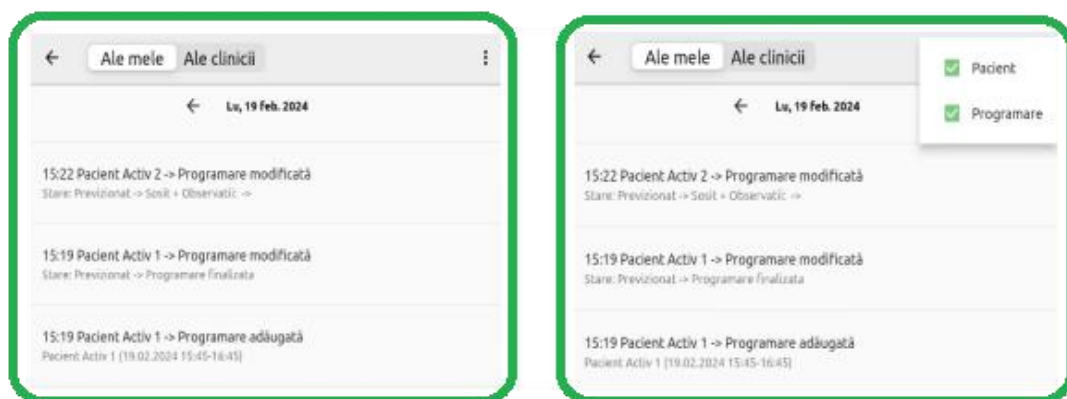 Ale mele Ale clinicii
Lu, 19 feb. 2024
15:22 Pacient Activ 2 -> Programare modificată
Stare: Previzionat -> Sosit + Observatii: ->
15:19 Pacient Activ 1 -> Programare modificată
Stare: Previzionat -> Programare finalizata
15:19 Pacient Activ 1 -> Programare adăugată
Pacient Activ 1 (19.02.2024 15:45-16:45)
Ale mele Ale clinicii
Pacient
Programare
Lu, 19 feb. 2024
15:22 Pacient Activ 2 -> Programare modificată
Stare: Previzionat -> Sosit + Observatii: ->
15:19 Pacient Activ 1 -> Programare modificată
Stare: Previzionat -> Programare finalizata
15:19 Pacient Activ 1 -> Programare adăugată
Pacient Activ 1 (19.02.2024 15:45-16:45)